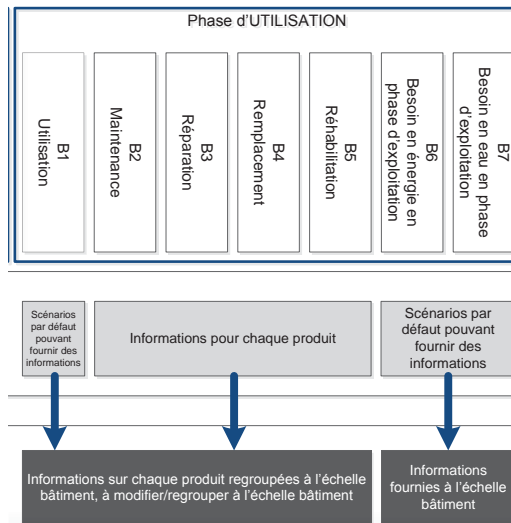 Phase d'UTILISATION
B1
Utilisation
B2
Maintenance
B3
Réparation
B4
Remplacement
B5
Réhabilitation
B6
Besoin en énergie en
phase d'exploitation
B7
Besoin en eau en phase
d'exploitation
Scénarios
par défaut
pouvant
fournir des
informations
Informations pour chaque produit
Scénarios par
défaut pouvant
fournir des
informations
Informations sur chaque produit regroupées à l'échelle
bâtiment, à modifier/regrouper à l'échelle bâtiment
Informations
fournies à l'échelle
bâtiment